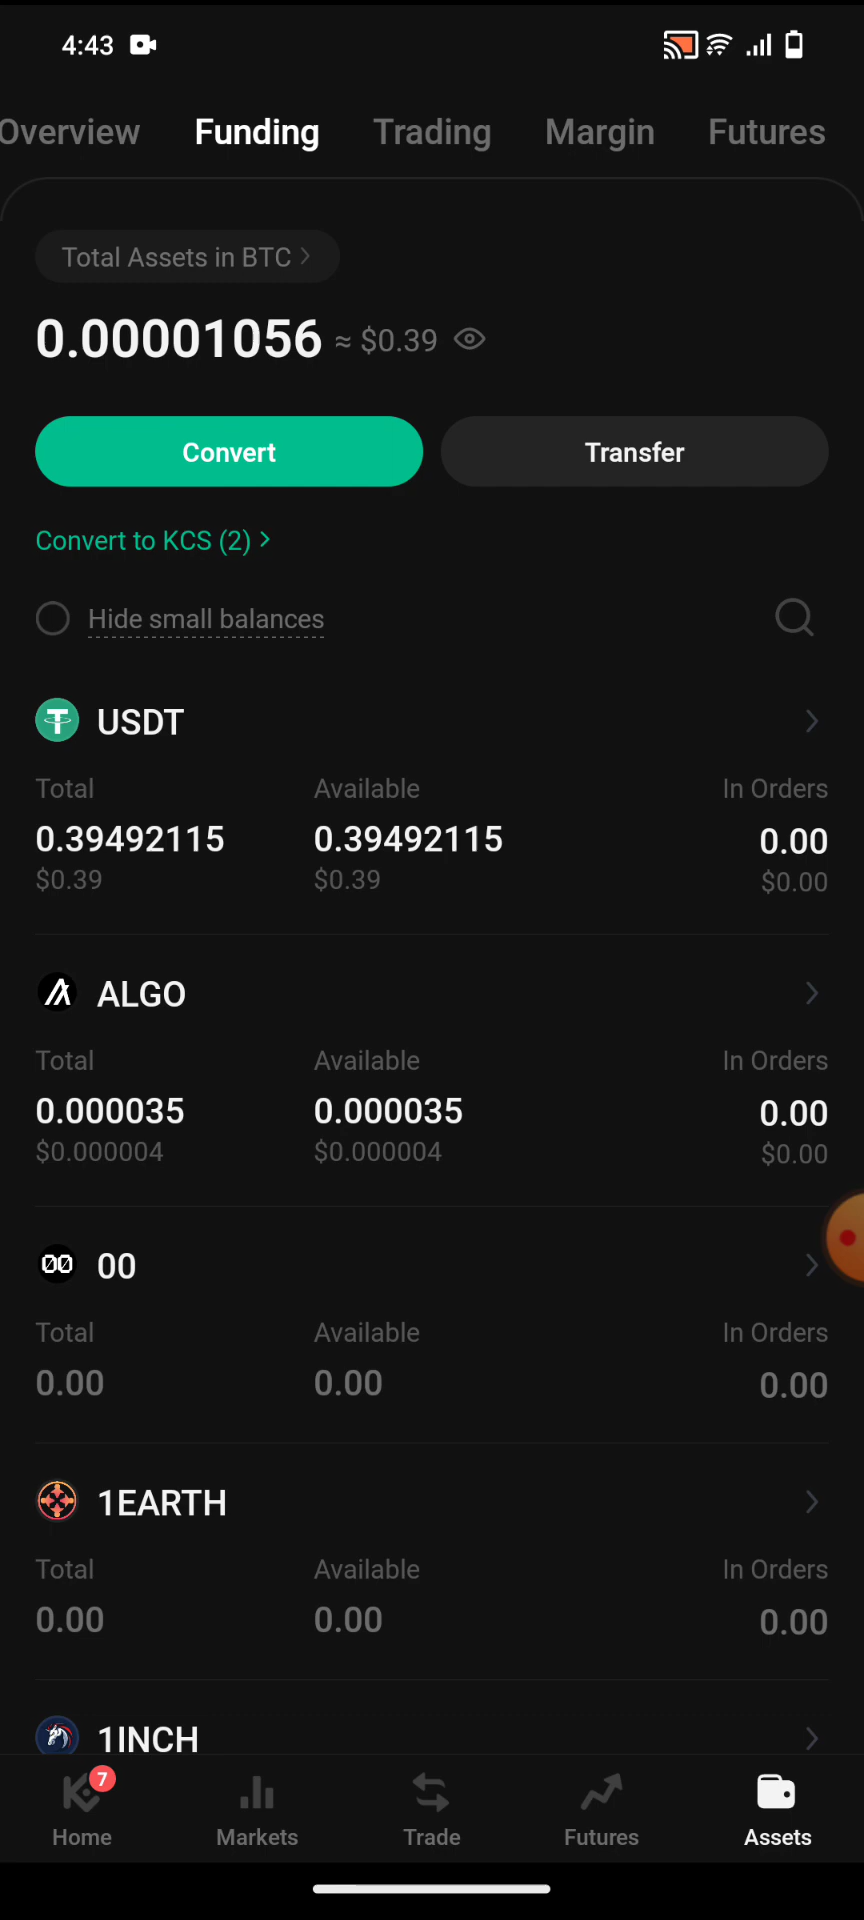 4:43
Overview Funding Trading Margin Futures
Total Assets in BTC
0.00001056 ≈ $0.39
Convert Transfer
Convert to KCS (2)
Hide small balances
USDT
Total Available In Orders
0.39492115 0.39492115 0.00
$0.39 $0.39 $0.00
ALGO
Total Available In Orders
0.000035 0.000035 0.00
$0.000004 $0.000004 $0.00
00 00
Total Available In Orders
0.00 0.00 0.00
1EARTH
Total Available In Orders
0.00 0.00 0.00
1INCH
7
Home Markets Trade Futures Assets